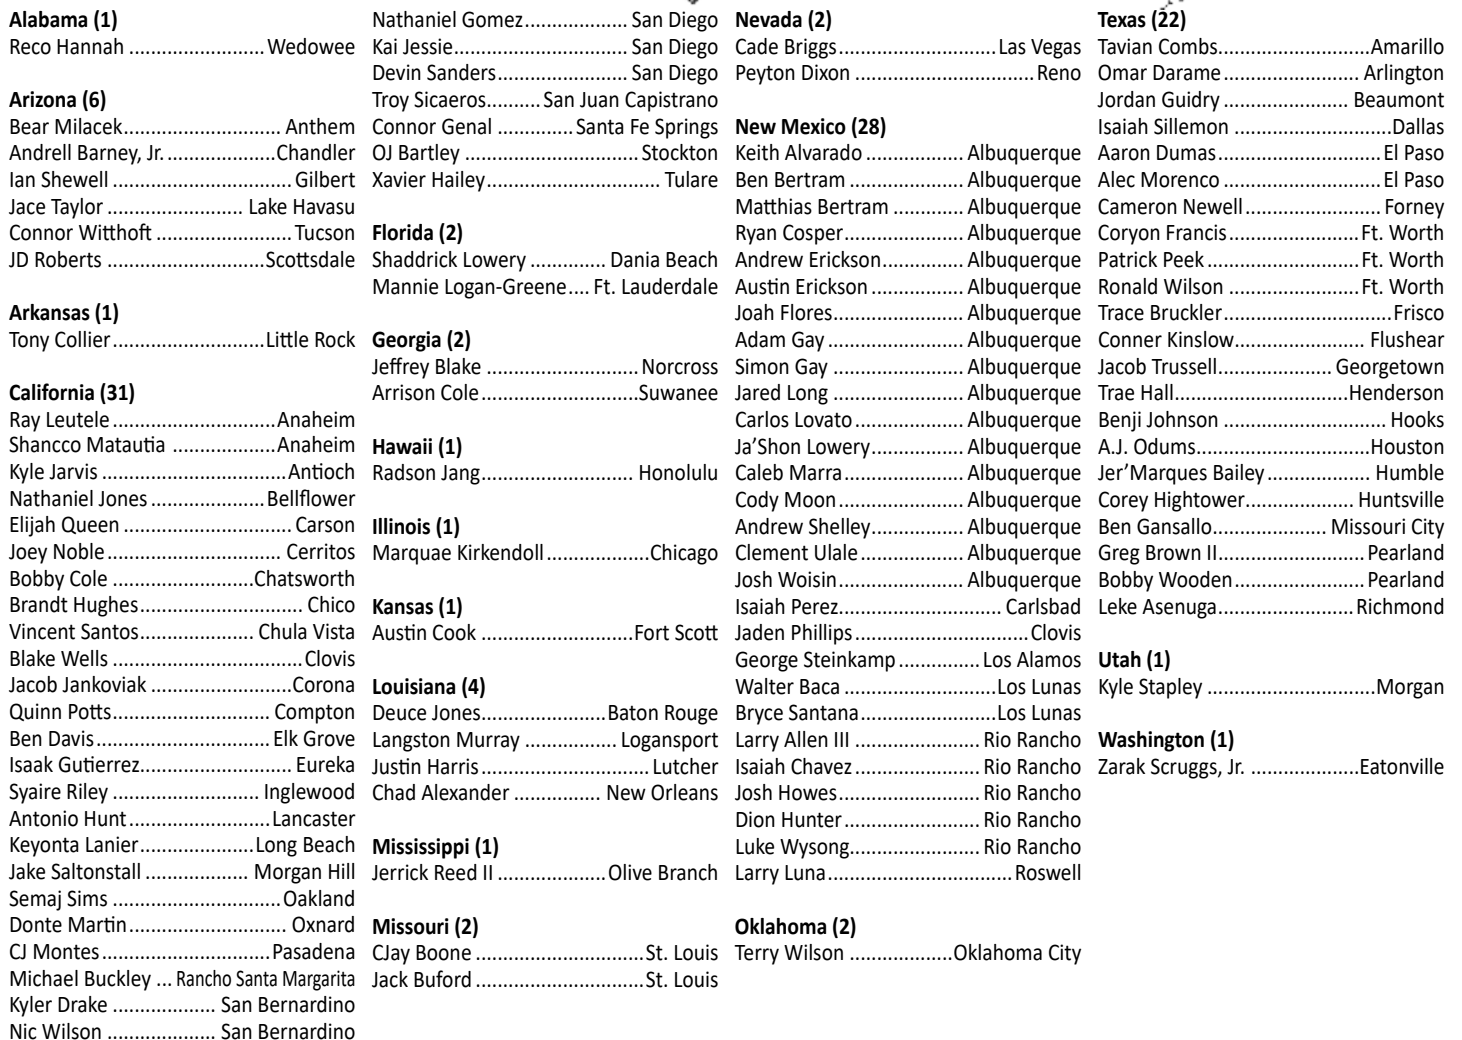 Alabama (1)
Reco Hannah ....................Wedowee
Arizona (6)
Bear Milacek............................. Anthem
Andrell Barney, Jr. ....................Chandler
Ian Shewell ................................. Gilbert
Jace Taylor ......................... Lake Havasu
Connor Witthoft .........................Tucson
JD Roberts ..............................Scottsdale
Arkansas (1)
Tony Collier............................Little Rock
California (31)
Ray Leutele ..............................Anaheim
Shancco Matautia ...................Anaheim
Kyle Jarvis ...................................Antioch
Nathaniel Jones .....................Bellflower
Elijah Queen ............................... Carson
Joey Noble................................ Cerritos
Bobby Cole ..........................Chatsworth
Brandt Hughes.............................. Chico
Vincent Santos..................... Chula Vista
Blake Wells ...................................Clovis
Jacob Jankoviak ..........................Corona
Quinn Potts............................. Compton
Ben Davis................................. Elk Grove
Isaak Gutierrez............................ Eureka
Syaire Riley ........................... Inglewood
Antonio Hunt..........................Lancaster
Keyonta Lanier.....................Long Beach
Jake Saltonstall ................... Morgan Hill
Semaj Sims ................................Oakland
Donte Martin ............................. Oxnard
CJ Montes................................Pasadena
Michael Buckley ... Rancho Santa Margarita
Kyler Drake ................... San Bernardino
Nic Wilson .................... San Bernardino
Nathaniel Gomez................... San Diego
Kai Jessie................................ San Diego
Devin Sanders........................ San Diego
Troy Sicaeros.......... San Juan Capistrano
Connor Genal ..............Santa Fe Springs
OJ Bartley ................................ Stockton
Xavier Hailey................................ Tulare
Florida (2)
Shaddrick Lowery .............. Dania Beach
Mannie Logan-Greene.... Ft. Lauderdale
Georgia (2)
Jeffrey Blake ............................Norcross
Arrison Cole.............................Suwanee
Hawaii (1)
Radson Jang............................ Honolulu
Illinois (1)
Marquae Kirkendoll...................Chicago
Kansas (1)
Austin Cook ............................Fort Scott
Louisiana (4)
Deuce Jones.......................Baton Rouge
Langston Murray ................. Logansport
Justin Harris............................... Lutcher
Chad Alexander ................ New Orleans
Mississippi (1)
Jerrick Reed II ....................Olive Branch
Missouri (2)
CJay Boone ...............................St. Louis
Jack Buford ...............................St. Louis
Nevada (2)
Cade Briggs.............................Las Vegas
Peyton Dixon .................................Reno
New Mexico (28)
Keith Alvarado .................. Albuquerque
Ben Bertram ..................... Albuquerque
Matthias Bertram ............. Albuquerque
Ryan Cosper...................... Albuquerque
Andrew Erickson............... Albuquerque
Austin Erickson ................. Albuquerque
Joah Flores........................ Albuquerque
Adam Gay ......................... Albuquerque
Simon Gay ........................ Albuquerque
Jared Long ........................ Albuquerque
Carlos Lovato .................... Albuquerque
Ja’Shon Lowery................. Albuquerque
Caleb Marra...................... Albuquerque
Cody Moon ....................... Albuquerque
Andrew Shelley................. Albuquerque
Clement Ulale ................... Albuquerque
Josh Woisin....................... Albuquerque
Isaiah Perez.............................. Carlsbad
Jaden Phillips ................................Clovis
George Steinkamp ...............Los Alamos
Walter Baca ............................Los Lunas
Bryce Santana.........................Los Lunas
Larry Allen III ...................... Rio Rancho
Isaiah Chavez....................... Rio Rancho
Josh Howes.......................... Rio Rancho
Dion Hunter......................... Rio Rancho
Luke Wysong........................ Rio Rancho
Larry Luna.................................. Roswell
Oklahoma (2)
Terry Wilson ...................Oklahoma City
Texas (22)
Tavian Combs............................Amarillo
Omar Darame......................... Arlington
Jordan Guidry ....................... Beaumont
Isaiah Sillemon .............................Dallas
Aaron Dumas.............................. El Paso
Alec Morenco ............................. El Paso
Cameron Newell......................... Forney
Coryon Francis........................Ft. Worth
Patrick Peek ............................Ft. Worth
Ronald Wilson ........................Ft. Worth
Trace Bruckler................................Frisco
Conner Kinslow........................ Flushear
Jacob Trussell..................... Georgetown
Trae Hall................................Henderson
Benji Johnson .............................. Hooks
A.J. Odums................................Houston
Jer’Marques Bailey................... Humble
Corey Hightower..................... Huntsville
Ben Gansallo..................... Missouri City
Greg Brown II........................... Pearland
Bobby Wooden........................ Pearland
Leke Asenuga......................... Richmond
Utah (1)
Kyle Stapley ...............................Morgan
Washington (1)
Zarak Scruggs, Jr. ....................Eatonville